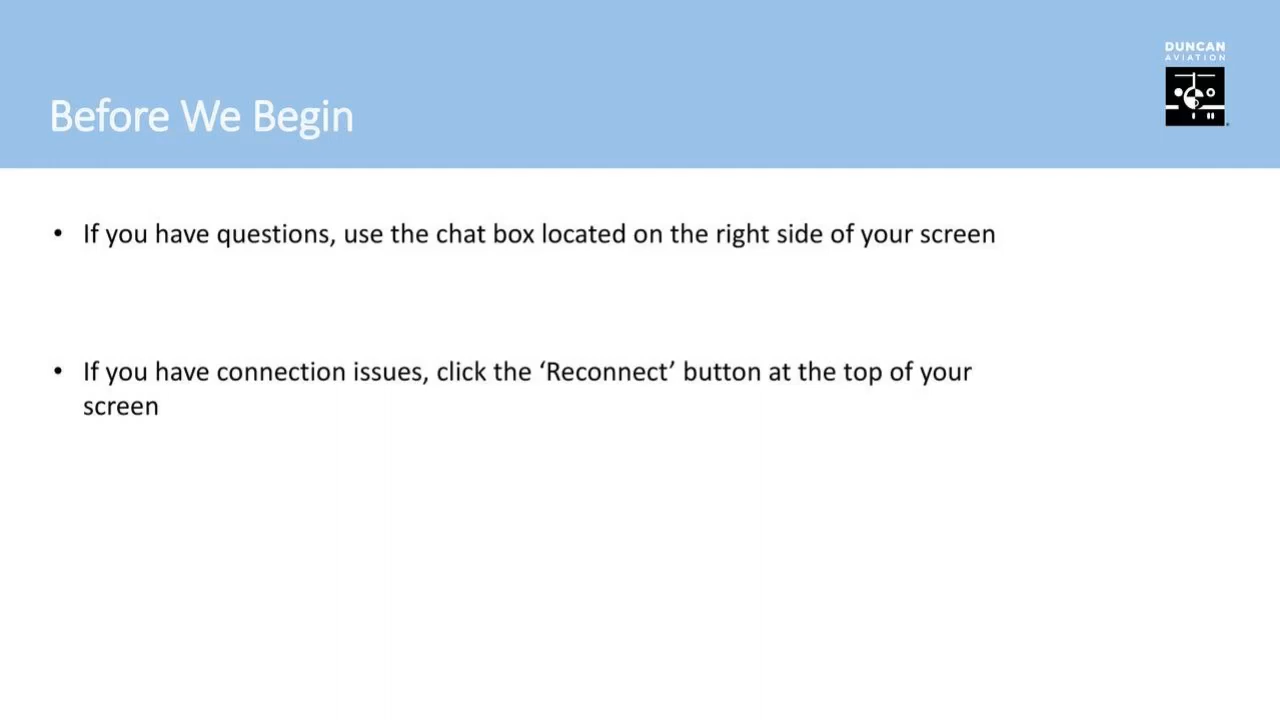 DUNCAN
AVIATION
Before We Begin
• If you have questions, use the chat box located on the right side of your screen
• If you have connection issues, click the ‘Reconnect’ button at the top of your
screen